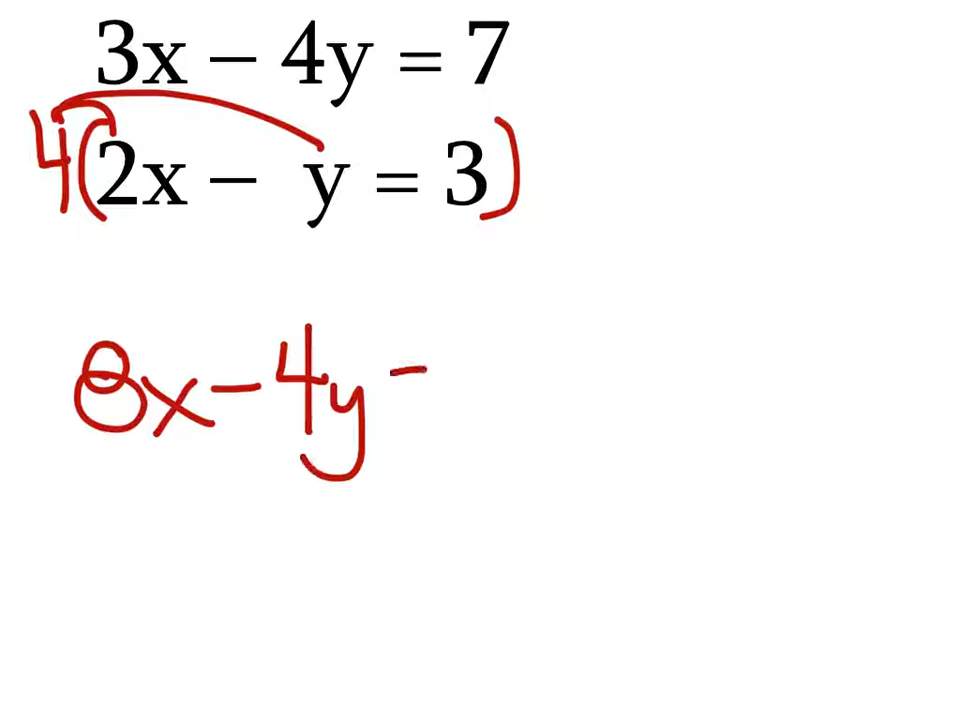 3x − 4y = 7
4(2x − y = 3)
8x − 4y −